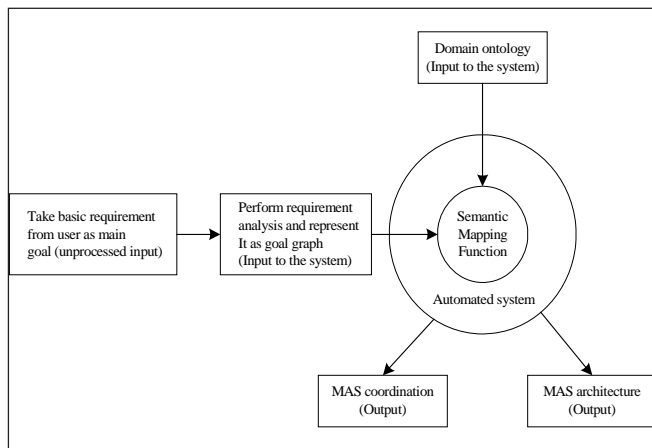 Domain ontology
(Input to the system)
Take basic requirement
from user as main
goal (unprocessed input)
Perform requirement
analysis and represent
It as goal graph
(Input to the system)
Semantic
Mapping
Function
Automated system
MAS coordination
(Output)
MAS architecture
(Output)